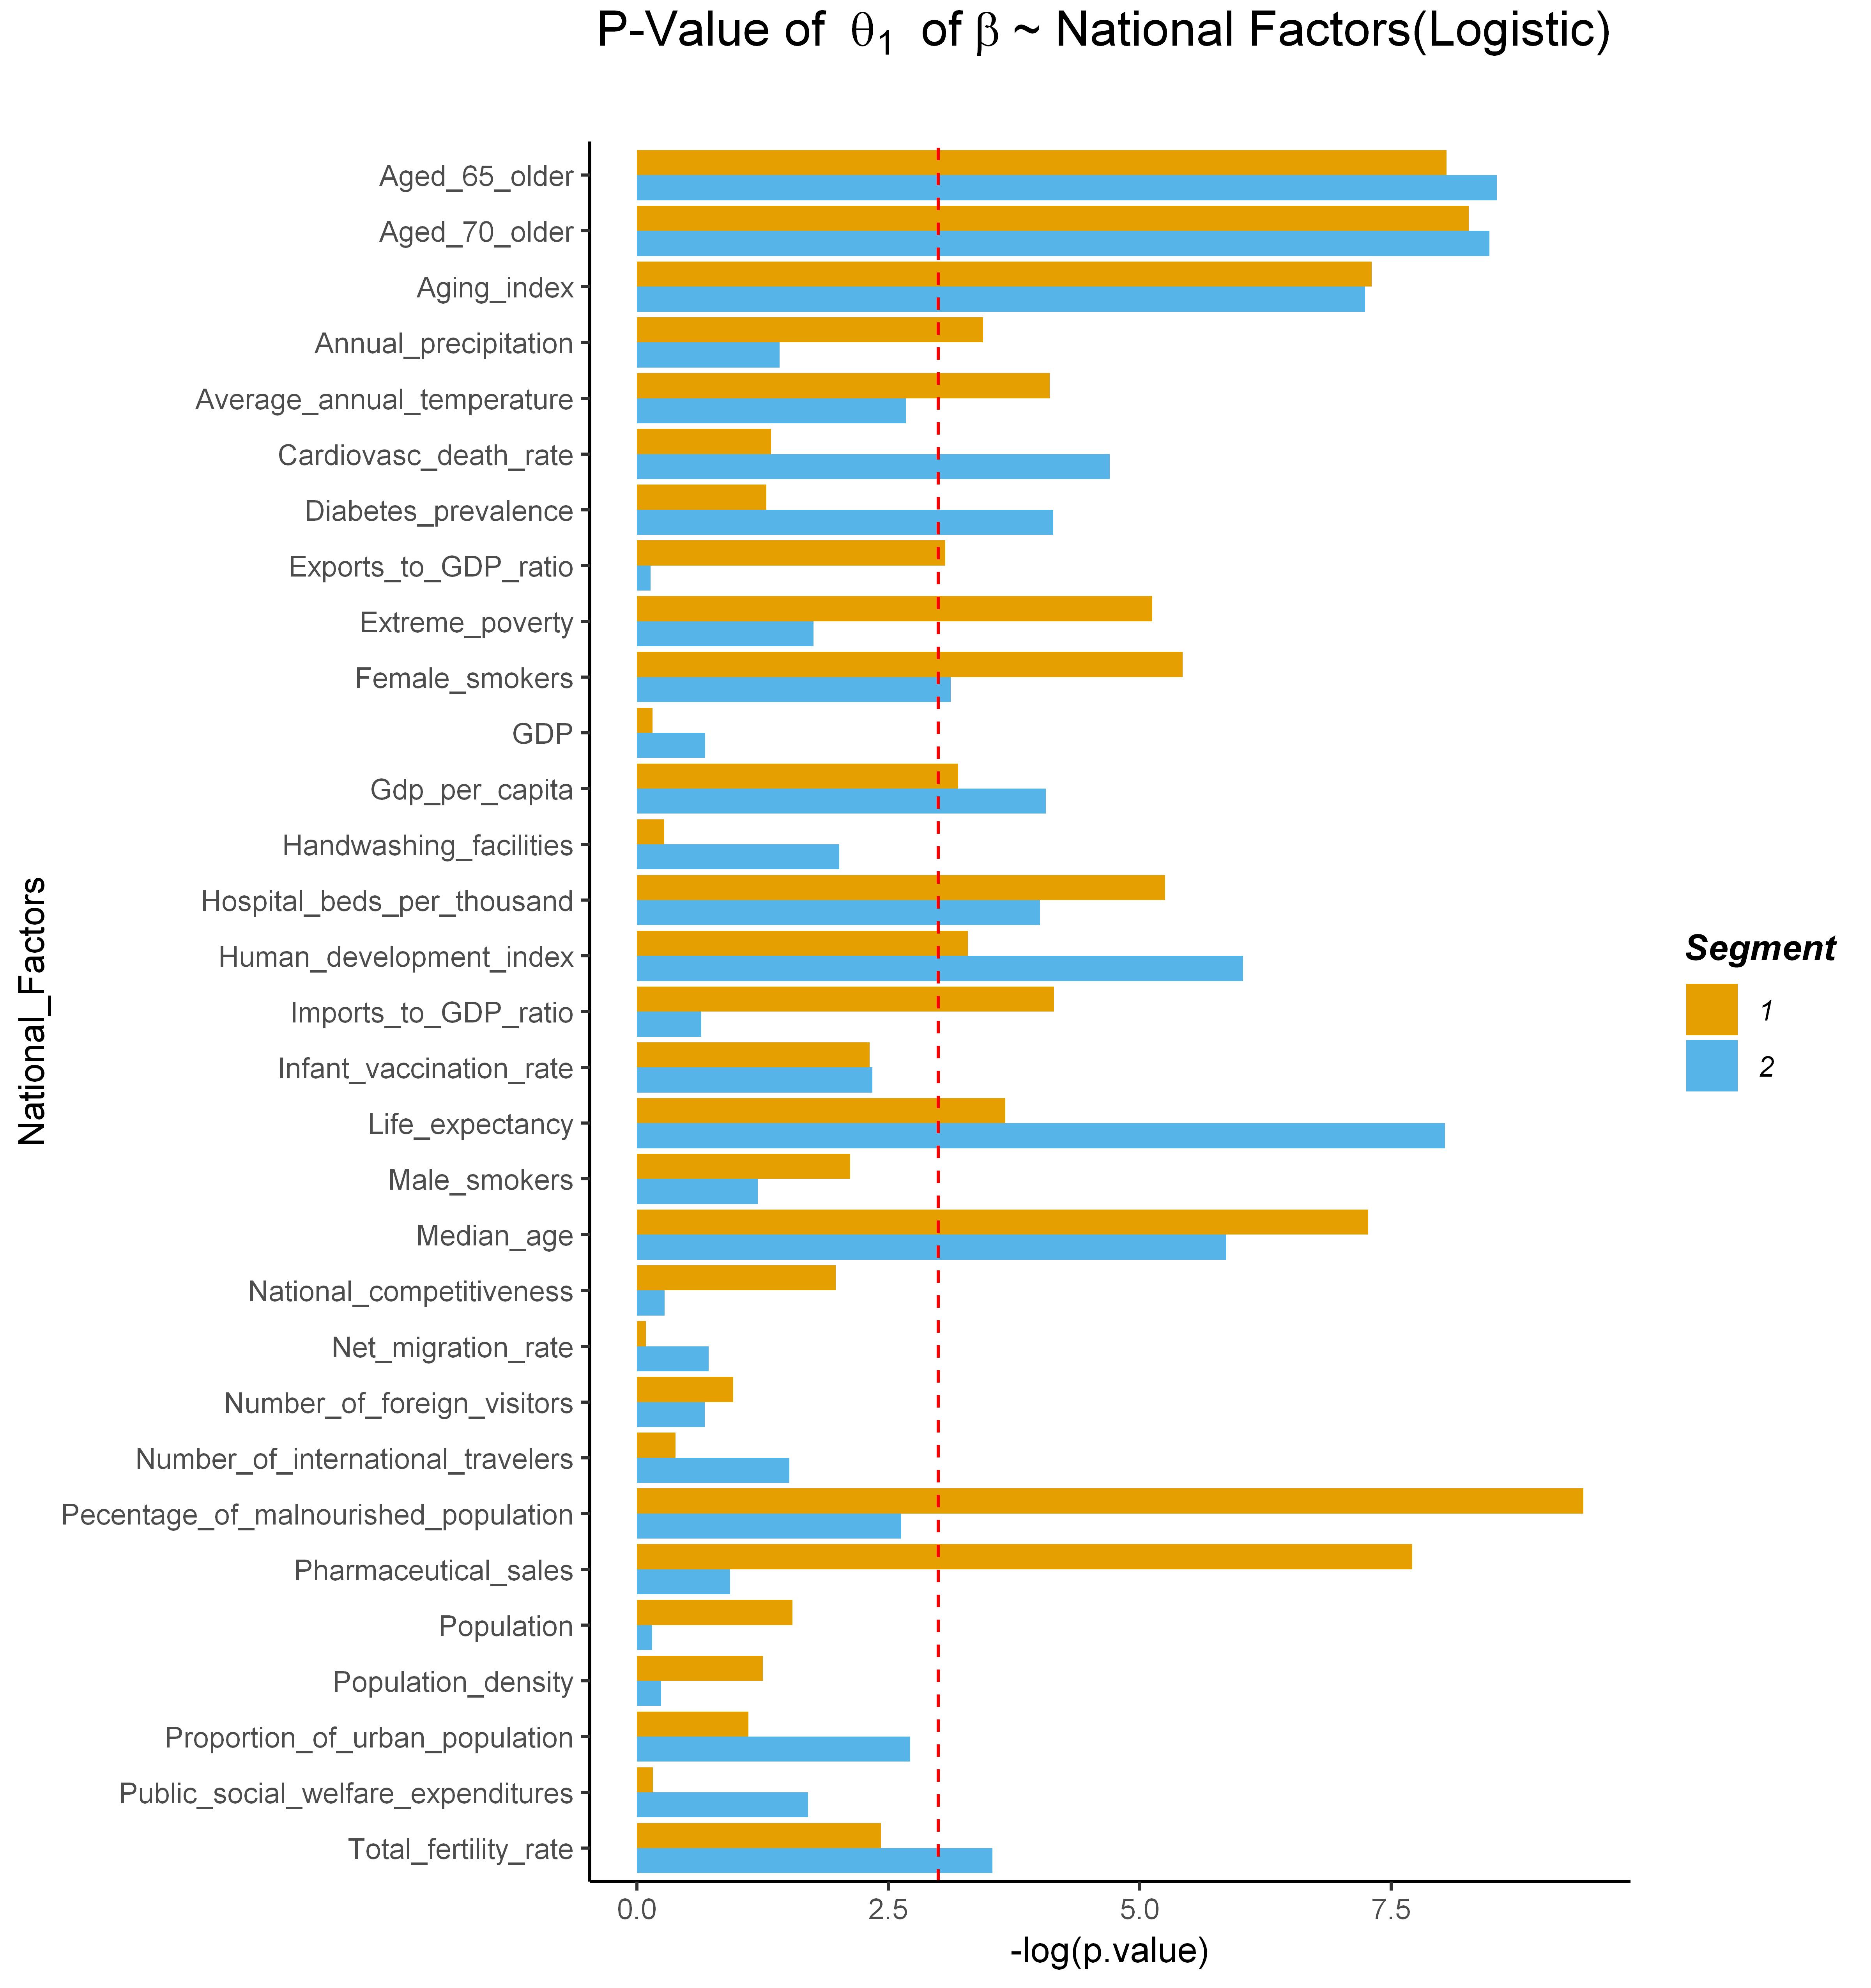 P-Value of θ1 of β ~ National Factors(Logistic)
National_Factors
Aged_65_older
Aged_70_older
Aging_index
Annual_precipitation
Average_annual_temperature
Cardiovasc_death_rate
Diabetes_prevalence
Exports_to_GDP_ratio
Extreme_poverty
Female_smokers
GDP
Gdp_per_capita
Handwashing_facilities
Hospital_beds_per_thousand
Human_development_index
Imports_to_GDP_ratio
Infant_vaccination_rate
Life_expectancy
Male_smokers
Median_age
National_competitiveness
Net_migration_rate
Number_of_foreign_visitors
Number_of_international_travelers
Pecentage_of_malnourished_population
Pharmaceutical_sales
Population
Population_density
Proportion_of_urban_population
Public_social_welfare_expenditures
Total_fertility_rate
0.0 2.5 5.0 7.5
-log(p.value)
Segment
1
2